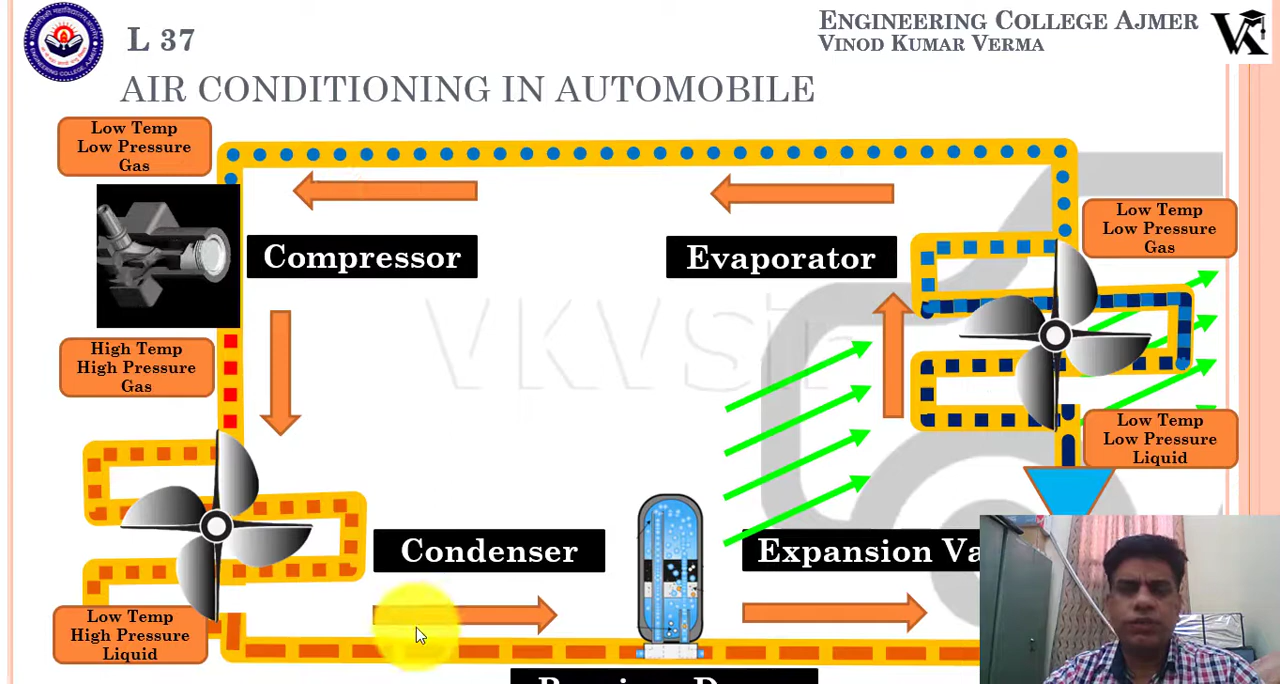 L 37
ENGINEERING COLLEGE AJMER
VINOD KUMAR VERMA
AIR CONDITIONING IN AUTOMOBILE
Low Temp
Low Pressure
Gas
Compressor
Evaporator
Low Temp
Low Pressure
Gas
High Temp
High Pressure
Gas
Low Temp
Low Pressure
Liquid
Condenser
Expansion Va
Low Temp
High Pressure
Liquid